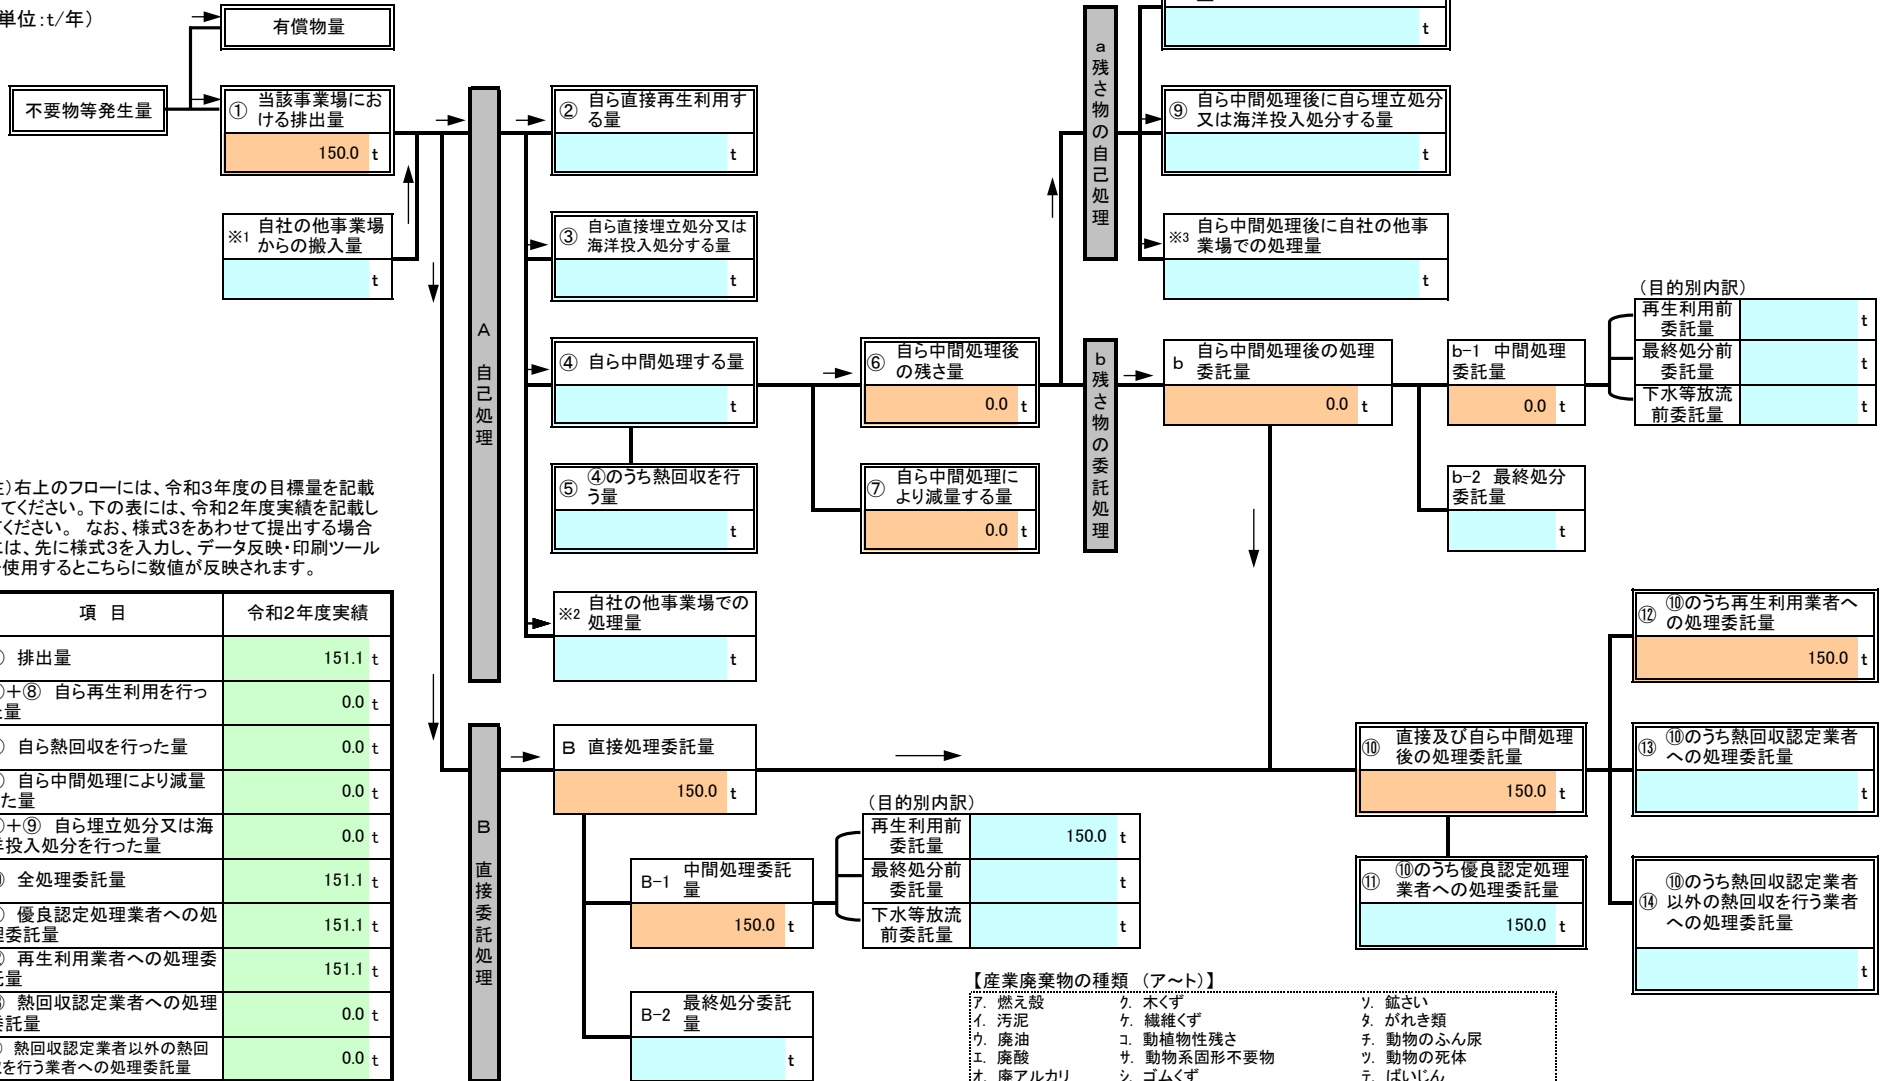 単位:t/年)
有償物量
不要物等発生量
① 当該事業場にお
ける排出量
150.0 t
※1 自社の他事業場
からの搬入量
t
A 自己処理
② 自ら直接再生利用す
る量
t
③ 自ら直接埋立処分又は
海洋投入処分する量
t
④ 自ら中間処理する量
t
⑤ ④のうち熱回収を行
う量
t
※2 自社の他事業場での
処理量
t
⑥ 自ら中間処理後
の残さ量
0.0 t
⑦ 自ら中間処理に
より減量する量
0.0 t
a 残さ物の自己処理
t
⑨ 自ら中間処理後に自ら埋立処分
又は海洋投入処分する量
t
※3 自ら中間処理後に自社の他事
業場での処理量
t
b 残さ物の委託処理
b 自ら中間処理後の処理
委託量
0.0 t
b-1 中間処理
委託量
0.0 t
b-2 最終処分
委託量
t
(目的別内訳)
再生利用前
委託量 t
最終処分前
委託量 t
下水等放流
前委託量 t
)右上のフローには、令和3年度の目標量を記載
てください。下の表には、令和2年度実績を記載し
ください。 なお、様式3をあわせて提出する場合
は、先に様式3を入力し、データ反映・印刷ツール
使用するとこちらに数値が反映されます。
項 目 令和2年度実績
) 排出量 151.1 t
)+⑧ 自ら再生利用を行っ
量 0.0 t
) 自ら熱回収を行った量 0.0 t
) 自ら中間処理により減量
た量 0.0 t
)+⑨ 自ら埋立処分又は海
投入処分を行った量 0.0 t
) 全処理委託量 151.1 t
) 優良認定処理業者への処
委託量 151.1 t
) 再生利用業者への処理委
量 151.1 t
) 熱回収認定業者への処理
託量 0.0 t
) 熱回収認定業者以外の熱回
を行う業者への処理委託量 0.0 t
B 直接委託処理
B 直接処理委託量
150.0 t
B-1 中間処理委託
量
150.0 t
B-2 最終処分委託
量
t
(目的別内訳)
再生利用前
委託量 150.0 t
最終処分前
委託量 t
下水等放流
前委託量 t
⑩ 直接及び自ら中間処理
後の処理委託量
150.0 t
⑪ ⑩のうち優良認定処理
業者への処理委託量
150.0 t
⑫ ⑩のうち再生利用業者へ
の処理委託量
150.0 t
⑬ ⑩のうち熱回収認定業者
への処理委託量
t
⑭ ⑩のうち熱回収認定業者
以外の熱回収を行う業者
への処理委託量
t
【産業廃棄物の種類 (ア~ト)】
ア. 燃え殻 ク. 木くず ソ. 鉱さい
イ. 汚泥 ケ. 繊維くず タ. がれき類
ウ. 廃油 コ. 動植物性残さ チ. 動物のふん尿
エ. 廃酸 サ. 動物系固形不要物 ツ. 動物の死体
オ. 廃アルカリ シ. ゴムくず テ. ばいじん